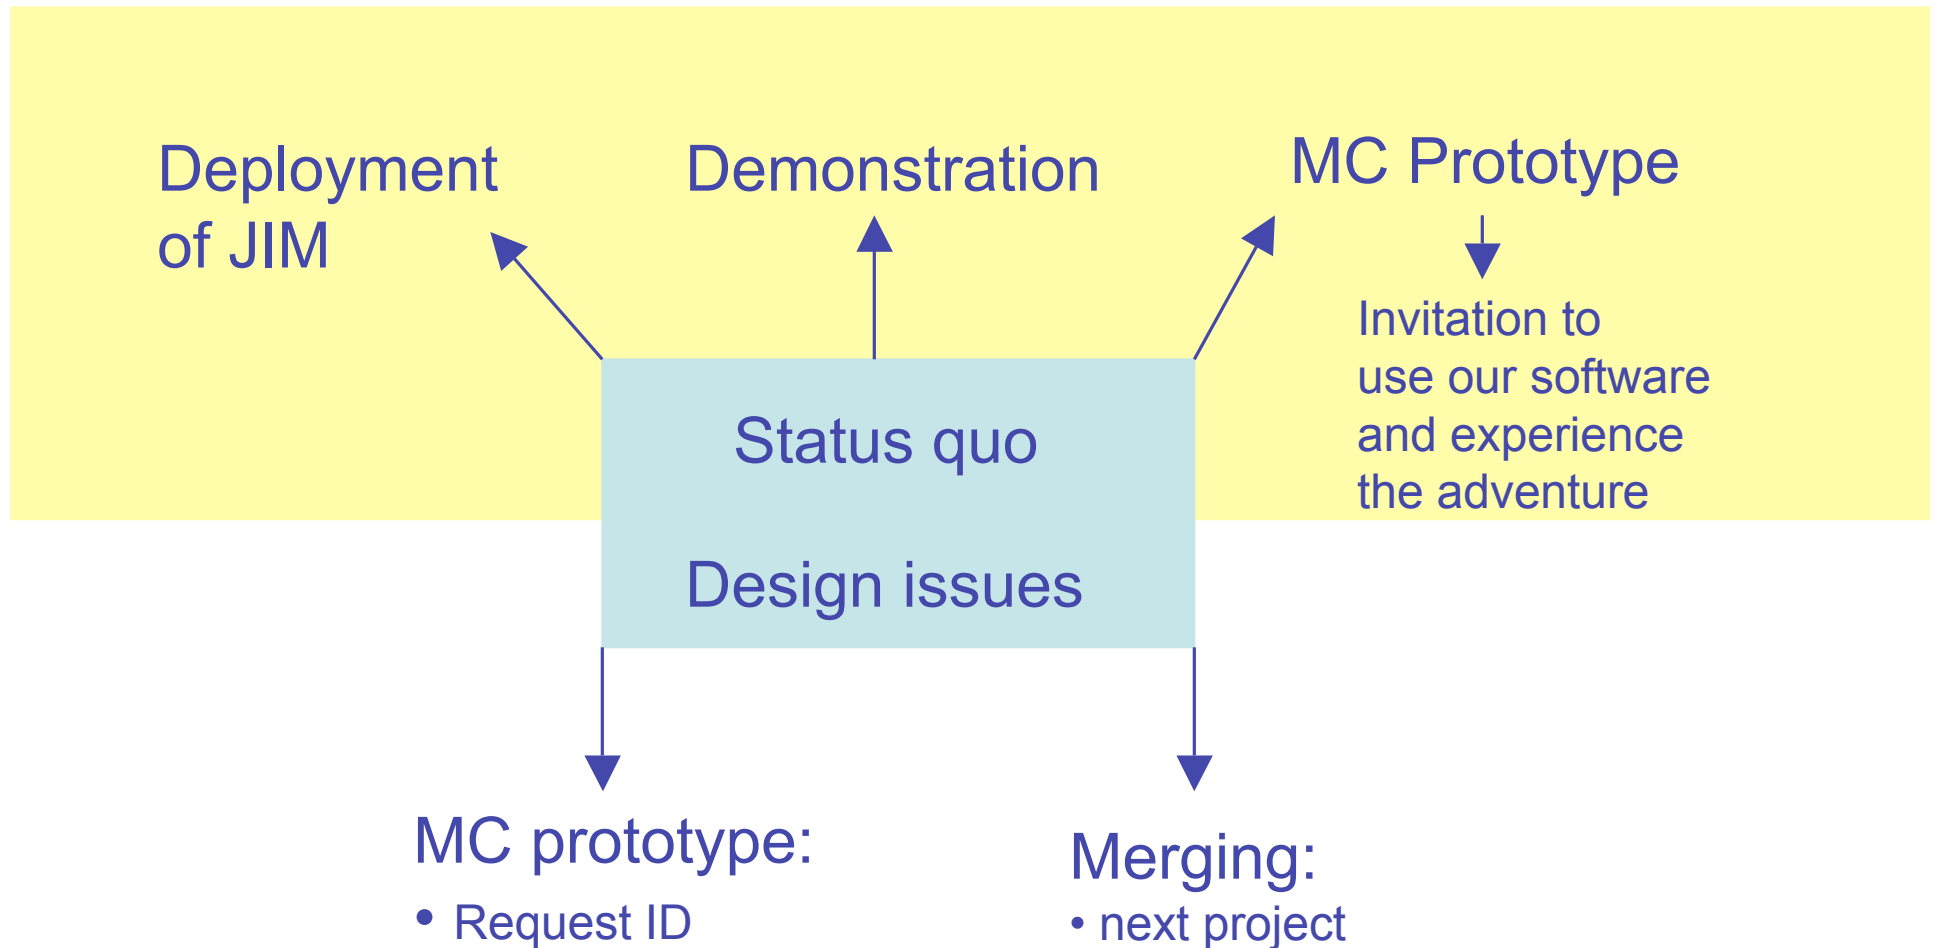 Deployment
of JIM
Demonstration
MC Prototype
Invitation to
use our software
and experience
the adventure
Status quo
Design issues
MC prototype:
• Request ID
Merging:
• next project